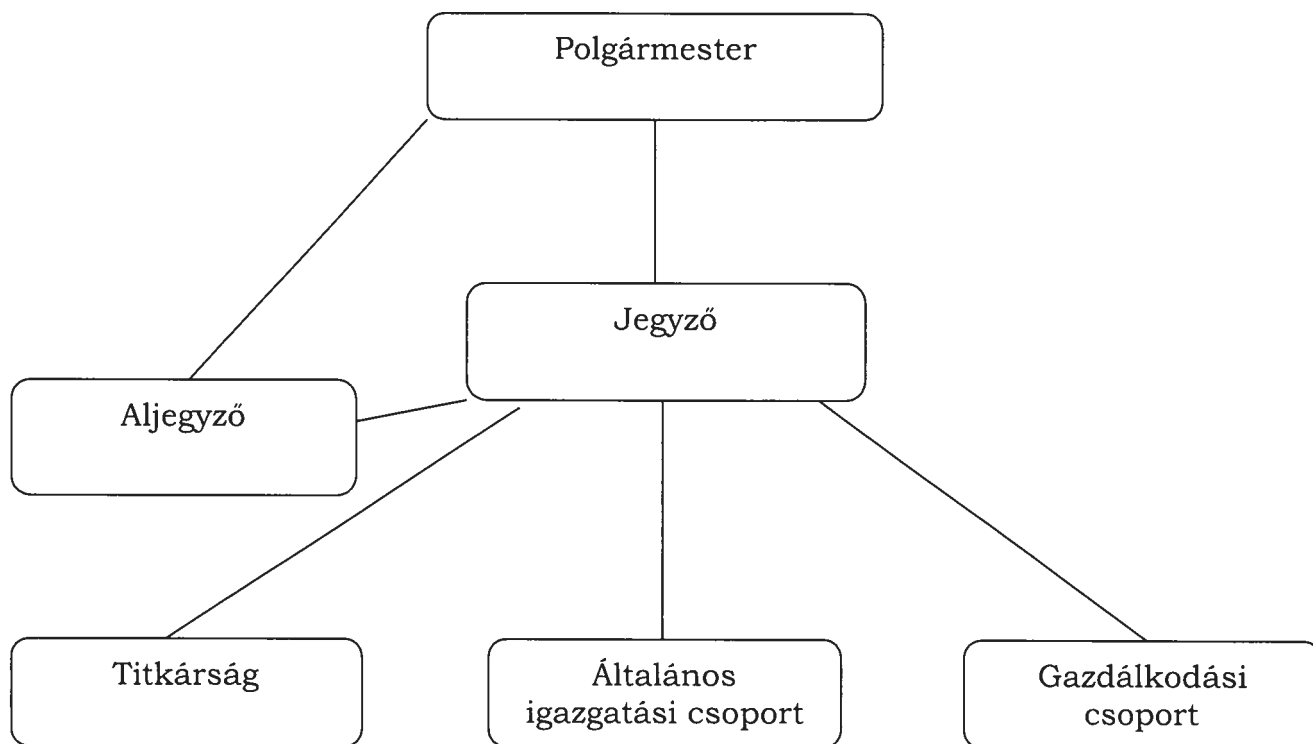 Polgármester
Jegyző
Aljegyző
Titkárság
Általános
igazgatási csoport
Gazdálkodási
csoport